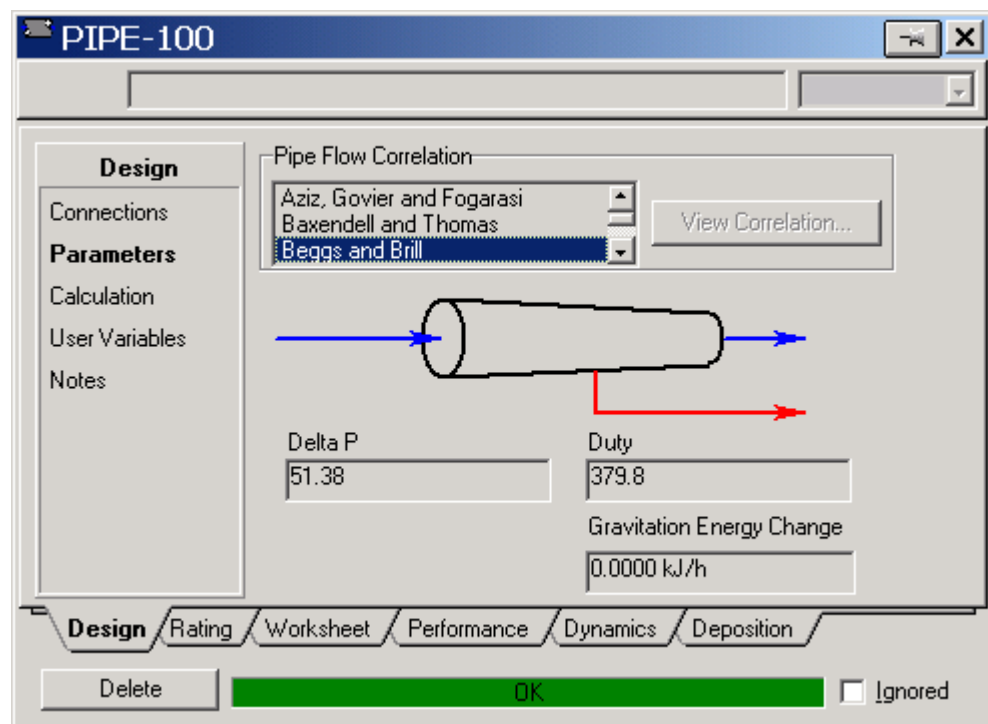 PIPE-100
Design
Connections
Parameters
Calculation
User Variables
Notes
Pipe Flow Correlation
Aziz, Govier and Fogarasi
Baxendell and Thomas
Beggs and Brill
View Correlation...
Delta P
51.38
Duty
379.8
Gravitation Energy Change
0.0000 kJ/h
Design Rating Worksheet Performance Dynamics Deposition
Delete OK Ignored